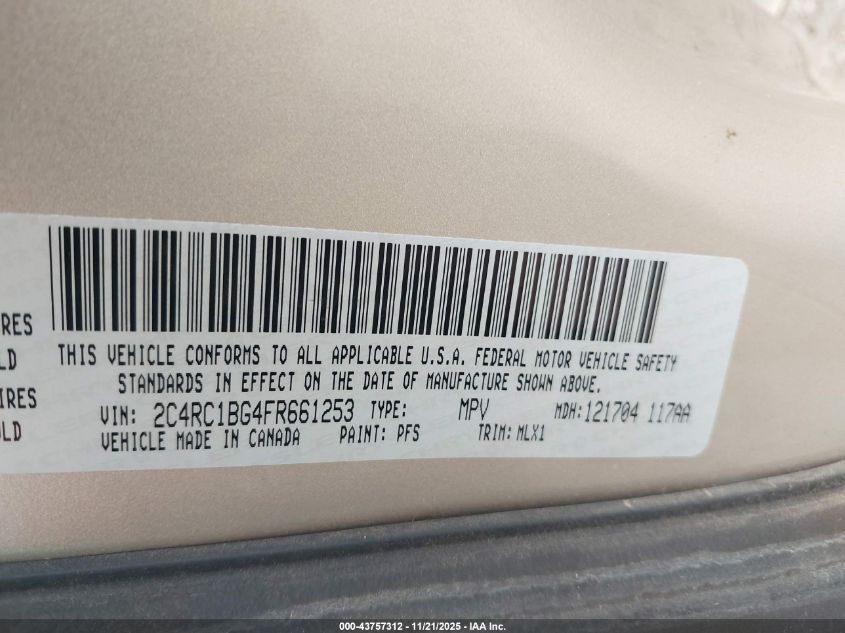 RES
LD
IRES
OLD
THIS VEHICLE CONFORMS TO ALL APPLICABLE U.S.A. FEDERAL MOTOR VEHICLE SAFETY
STANDARDS IN EFFECT ON THE DATE OF MANUFACTURE SHOWN ABOVE.
VIN: 2C4RC1BG4FR661253 TYPE: MPV MDH:121704 117AA
VEHICLE MADE IN CANADA PAINT: PFS TRIM: MLX1
000-43757312 - 11/21/2025 - IAA Inc.